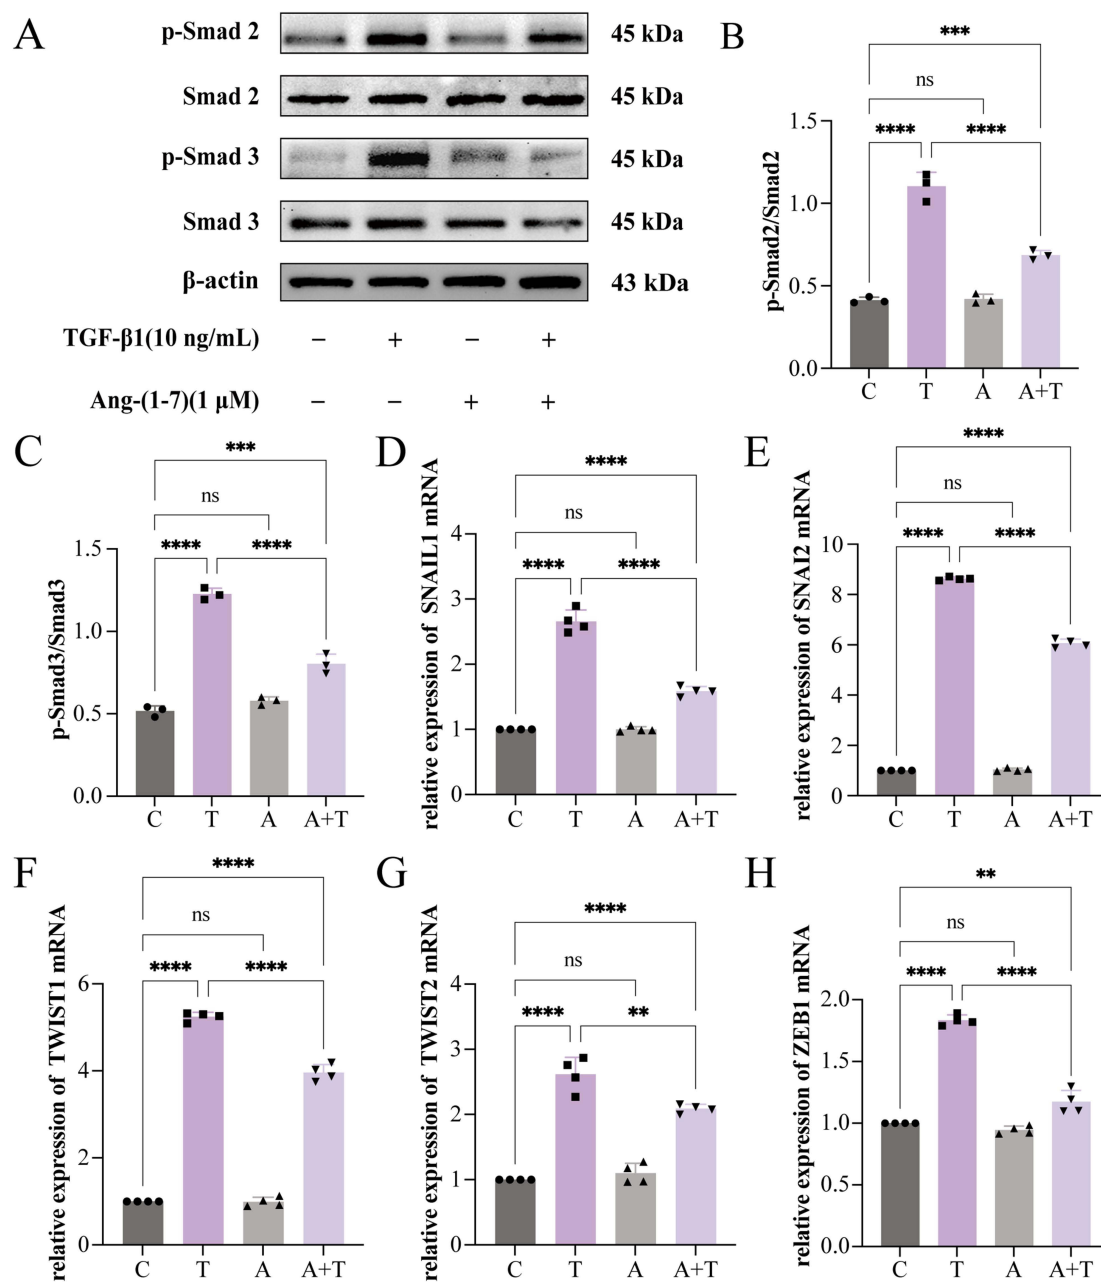 A
p-Smad 2 45 kDa
Smad 2 45 kDa
p-Smad 3 45 kDa
Smad 3 45 kDa
β-actin 43 kDa
TGF-β1(10 ng/mL) − + − +
Ang-(1-7)(1 μM) − − + +
B
***
ns
**** ****
p-Smad2/Smad2
1.5
1.0
0.5
0.0
C T A A+T
C
***
ns
**** ****
p-Smad3/Smad3
1.5
1.0
0.5
0.0
C T A A+T
D
****
ns
**** ****
relative expression of SNAIL1 mRNA
4
3
2
1
0
C T A A+T
E
****
ns
**** ****
relative expression of SNAI2 mRNA
10
8
6
4
2
0
C T A A+T
F
****
ns
**** ****
relative expression of TWIST1 mRNA
6
4
2
0
C T A A+T
G
****
ns
**** **
relative expression of TWIST2 mRNA
4
3
2
1
0
C T A A+T
H
**
ns
**** ****
relative expression of ZEB1 mRNA
2.0
1.5
1.0
0.5
0.0
C T A A+T